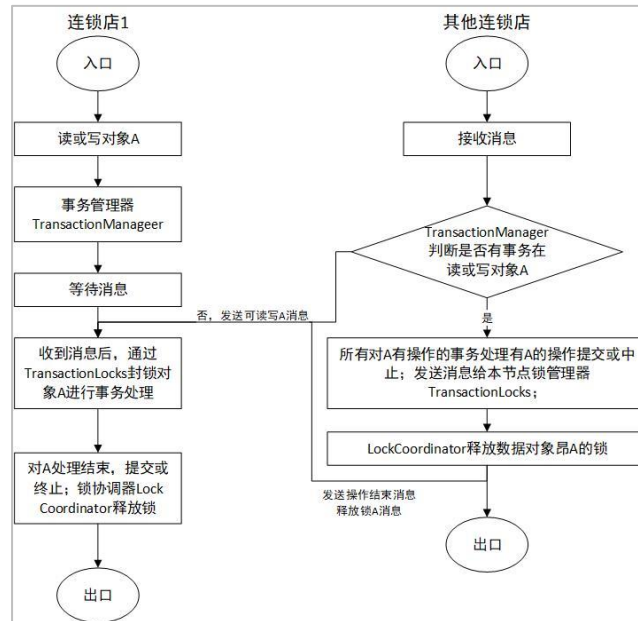 连锁店1
入口
读或写对象A
事务管理器
TransactionManageer
等待消息
收到消息后，通过
TransactionLocks封锁对
象A进行事务处理
对A处理结束，提交或
终止；锁协调器Lock
Coordinator释放锁
出口
其他连锁店
入口
接收消息
TransactionManager
判断是否有事务在
读或写对象A
否，发送可读写A消息
是
所有对A有操作的事务处理有A的操作提交或中
止；发送消息给本节点锁管理器
TransactionLocks；
LockCoordinator释放数据对象昂A的锁
发送操作结束消息
释放锁A消息
出口